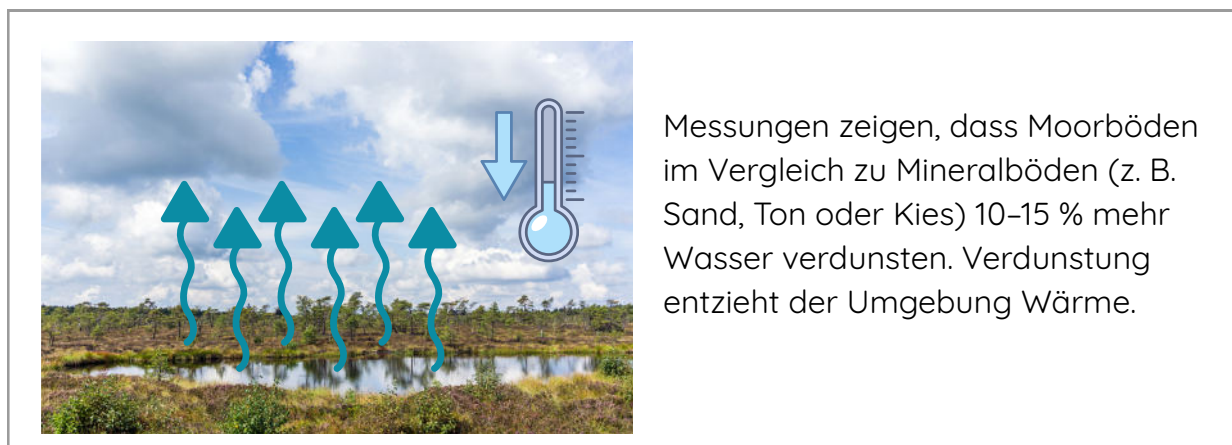 Messungen zeigen, dass Moorböden
im Vergleich zu Mineralböden (z. B.
Sand, Ton oder Kies) 10–15 % mehr
Wasser verdunsten. Verdunstung
entzieht der Umgebung Wärme.